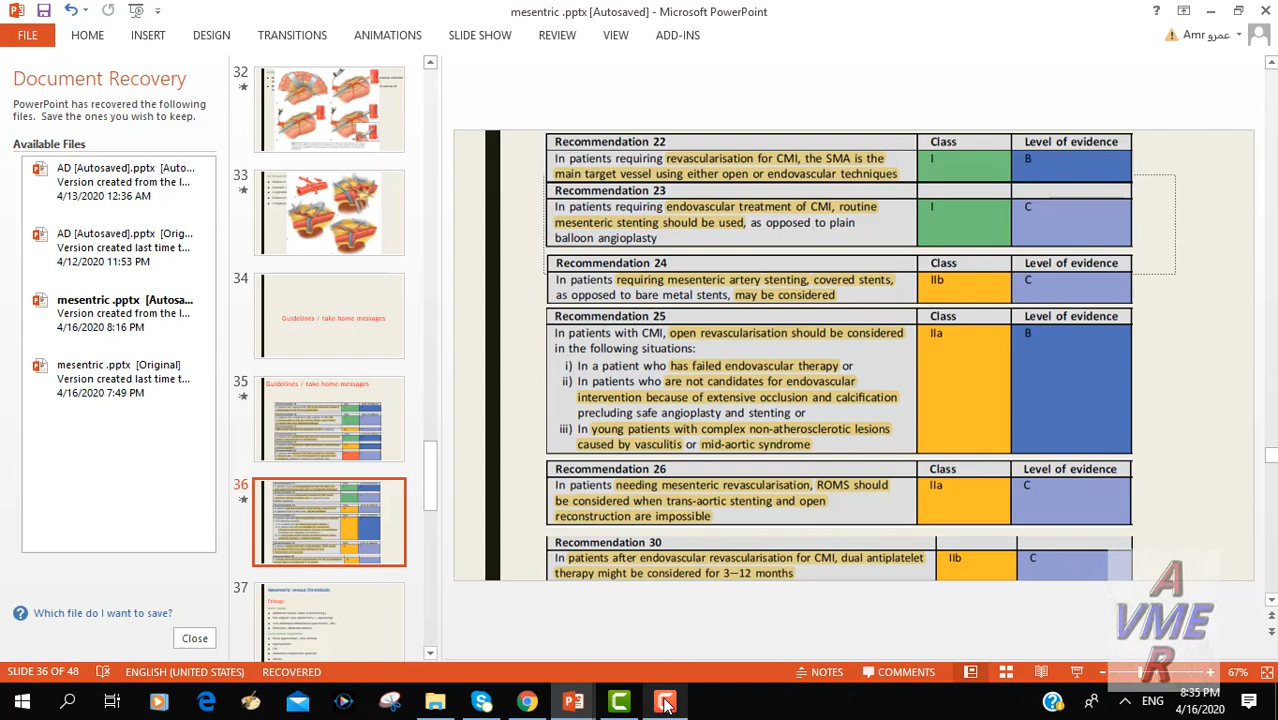 mesentric .pptx [Autosaved] - Microsoft PowerPoint
FILE HOME INSERT DESIGN TRANSITIONS ANIMATIONS SLIDE SHOW REVIEW VIEW ADD-INS
عمرو Amr
Document Recovery
PowerPoint has recovered the following
files. Save the ones you wish to keep.
Available Files
AD [Autosaved].pptx [Auto...
Version created from the l...
4/13/2020 12:36 AM
AD [Autosaved].pptx [Orig...
Version created last time t...
4/12/2020 11:53 PM
mesentric .pptx [Autosa...
Version created from the l...
4/16/2020 8:16 PM
mesentric .pptx [Original]
Version created last time t...
4/16/2020 7:49 PM
Which file do I want to save?
Close
32
33
34
Guidelines / take home messages
35
Guidelines / take home messages
36
37
Mesenteric venous thrombosis
Etiology:
Recommendation 22 Class Level of evidence
In patients requiring revascularisation for CMI, the SMA is the I B
main target vessel using either open or endovascular techniques
Recommendation 23
In patients requiring endovascular treatment of CMI, routine I C
mesenteric stenting should be used, as opposed to plain
balloon angioplasty
Recommendation 24 Class Level of evidence
In patients requiring mesenteric artery stenting, covered stents, IIb C
as opposed to bare metal stents, may be considered
Recommendation 25 Class Level of evidence
In patients with CMI, open revascularisation should be considered IIa B
in the following situations:
i) In a patient who has failed endovascular therapy or
ii) In patients who are not candidates for endovascular
intervention because of extensive occlusion and calcification
precluding safe angioplasty and stenting or
iii) In young patients with complex non-atherosclerotic lesions
caused by vasculitis or mid-aortic syndrome
Recommendation 26 Class Level of evidence
In patients needing mesenteric revascularisation, ROMS should IIa C
be considered when trans-aortic stenting and open
reconstruction are impossible
Recommendation 30
In patients after endovascular revascularisation for CMI, dual antiplatelet IIb C
therapy might be considered for 3–12 months
A
VME
R
SLIDE 36 OF 48 ENGLISH (UNITED STATES) RECOVERED NOTES COMMENTS 67%
ENG
8:35 PM
4/16/2020